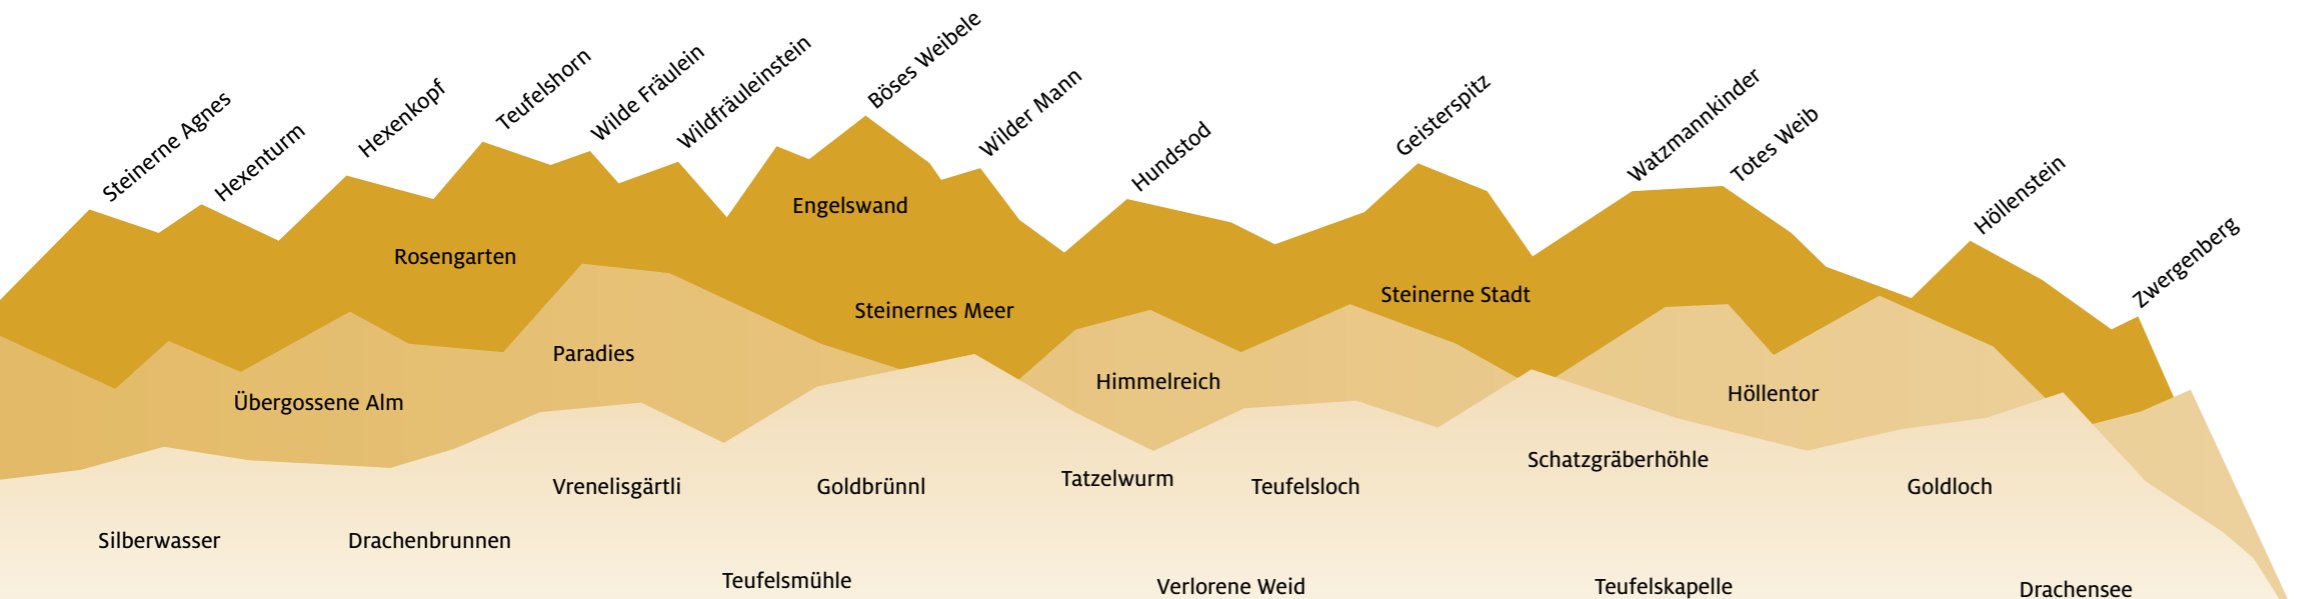 Steinerne Agnes
Hexenturm
Hexenkopf
Teufelshorn
Wilde Fräulein
Wildfräuleinstein
Böses Weibele
Wilder Mann
Hundstod
Geisterspitz
Watzmannkinder
Totes Weib
Höllenstein
Zwergenberg
Engelswand
Rosengarten
Steinerne Stadt
Steinernes Meer
Paradies
Himmelreich
Höllentor
Übergossene Alm
Schatzgräberhöhle
Tatzelwurm
Vrenelisgärtli
Goldbrünnl
Teufelsloch
Goldloch
Silberwasser
Drachenbrunnen
Teufelsmühle
Verlorene Weid
Teufelskapelle
Drachensee